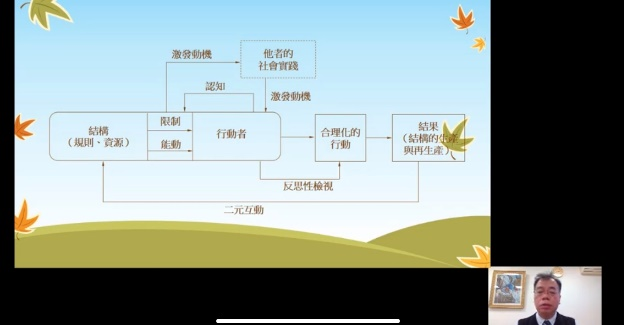 激發動機
他者的
社會實踐
認知
激發動機
限制
結構
(規則、資源)
能動
行動者
合理化的
行動
結果
(結構的生產
與再生產)
反思性檢視
二元互動